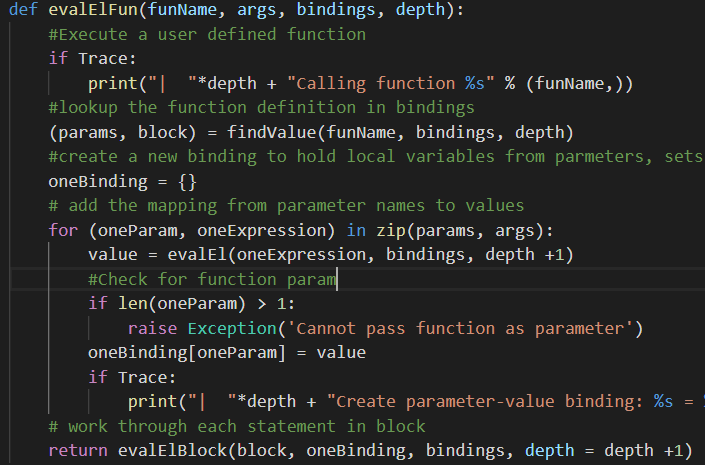 def evalElFun(funName, args, bindings, depth):
    #Execute a user defined function
    if Trace:
        print("|  "*depth + "Calling function %s" % (funName,))
    #lookup the function definition in bindings
    (params, block) = findValue(funName, bindings, depth)
    #create a new binding to hold local variables from parmeters, sets
    oneBinding = {}
    # add the mapping from parameter names to values
    for (oneParam, oneExpression) in zip(params, args):
        value = evalEl(oneExpression, bindings, depth +1)
        #Check for function param
        if len(oneParam) > 1:
            raise Exception('Cannot pass function as parameter')
        oneBinding[oneParam] = value
        if Trace:
            print("|  "*depth + "Create parameter-value binding: %s =
    # work through each statement in block
    return evalElBlock(block, oneBinding, bindings, depth = depth +1)